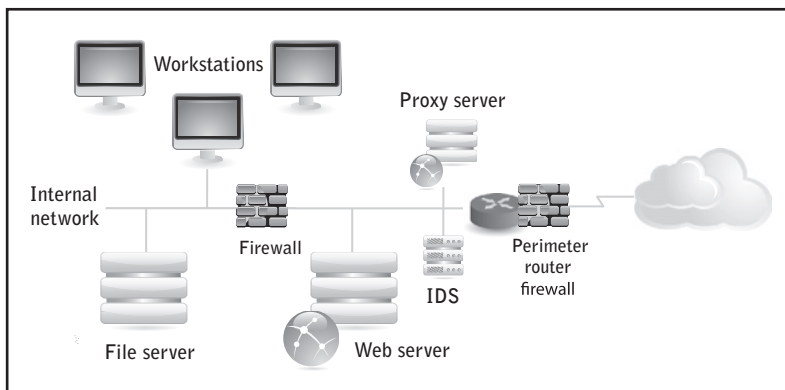 Workstations
Proxy server
Internal
network
Firewall
Perimeter
router
firewall
IDS
File server
Web server